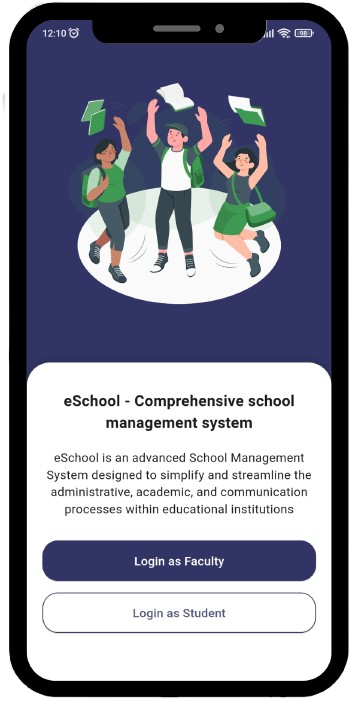 12:10
98
eSchool - Comprehensive school
management system
eSchool is an advanced School Management
System designed to simplify and streamline the
administrative, academic, and communication
processes within educational institutions
Login as Faculty
Login as Student